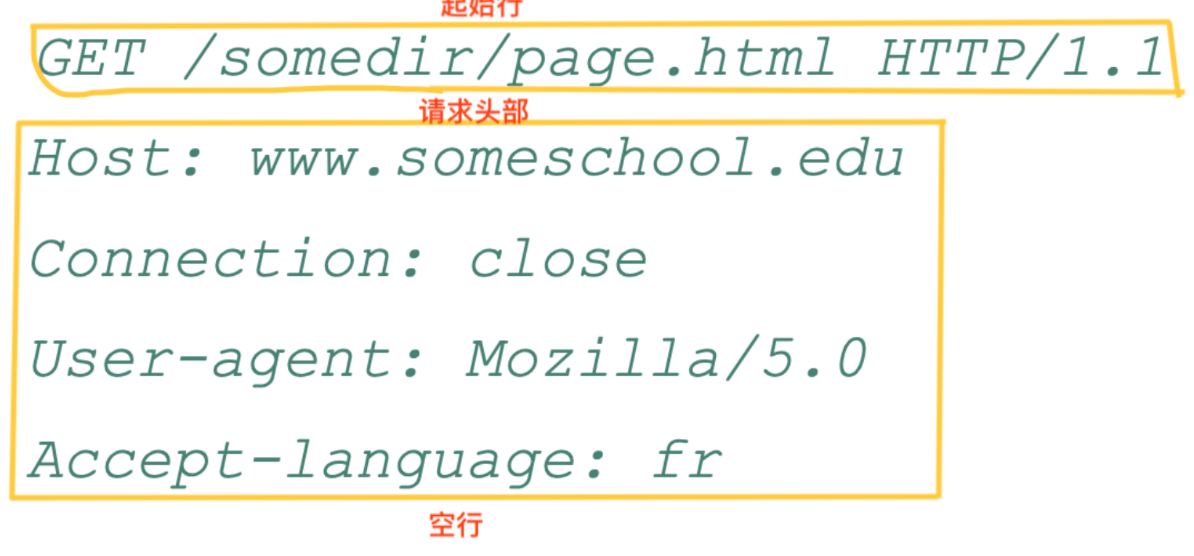 起始行
GET /somedir/page.html HTTP/1.1
请求头部
Host: www.someschool.edu
Connection: close
User-agent: Mozilla/5.0
Accept-language: fr
空行